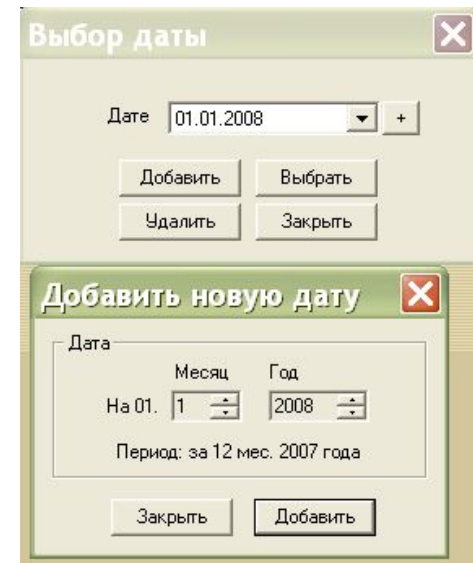 Выбор даты
Дате 01.01.2008 +
Добавить Выбрать
Удалить Закрыть
Добавить новую дату
Дата
Месяц Год
На 01. 1 2008
Период: за 12 мес. 2007 года
Закрыть Добавить